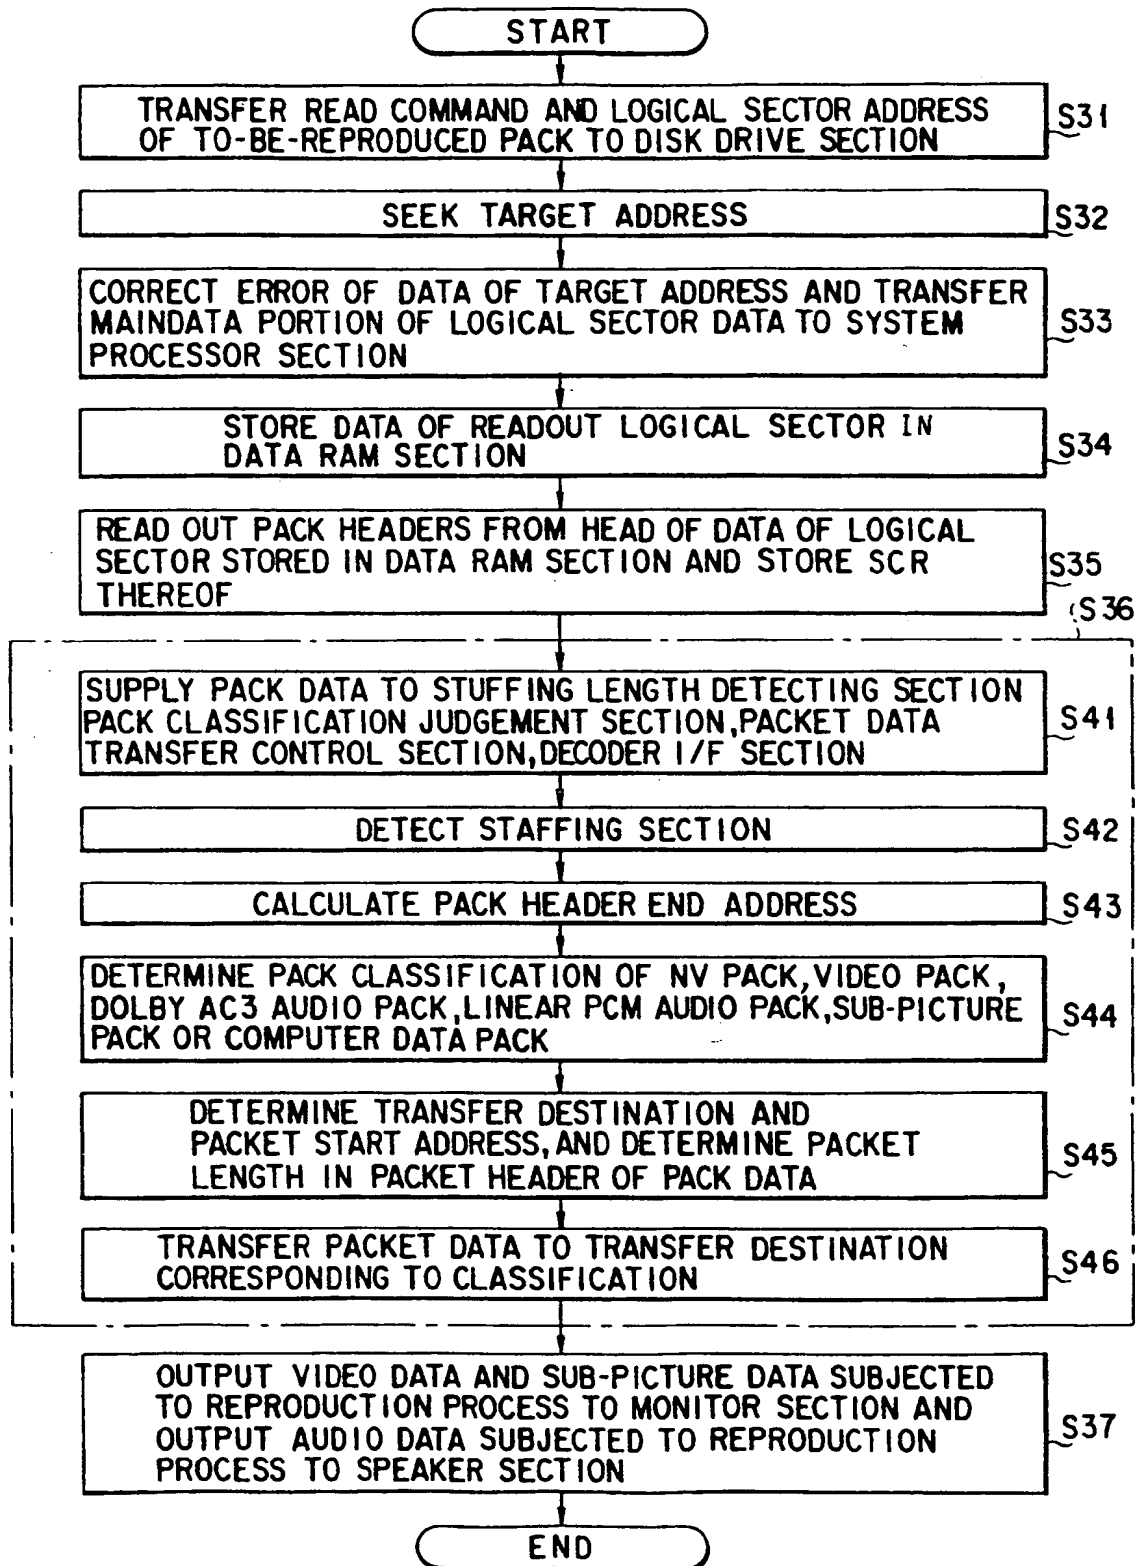 START
TRANSFER READ COMMAND AND LOGICAL SECTOR ADDRESS
OF TO-BE-REPRODUCED PACK TO DISK DRIVE SECTION
S31
SEEK TARGET ADDRESS
S32
CORRECT ERROR OF DATA OF TARGET ADDRESS AND TRANSFER
MAINDATA PORTION OF LOGICAL SECTOR DATA TO SYSTEM
PROCESSOR SECTION
S33
STORE DATA OF READOUT LOGICAL SECTOR IN
DATA RAM SECTION
S34
READ OUT PACK HEADERS FROM HEAD OF DATA OF LOGICAL
SECTOR STORED IN DATA RAM SECTION AND STORE SCR
THEREOF
S35
S36
SUPPLY PACK DATA TO STUFFING LENGTH DETECTING SECTION
PACK CLASSIFICATION JUDGEMENT SECTION,PACKET DATA
TRANSFER CONTROL SECTION,DECODER I/F SECTION
S41
DETECT STAFFING SECTION
S42
CALCULATE PACK HEADER END ADDRESS
S43
DETERMINE PACK CLASSIFICATION OF NV PACK,VIDEO PACK,
DOLBY AC3 AUDIO PACK,LINEAR PCM AUDIO PACK,SUB-PICTURE
PACK OR COMPUTER DATA PACK
S44
DETERMINE TRANSFER DESTINATION AND
PACKET START ADDRESS,AND DETERMINE PACKET
LENGTH IN PACKET HEADER OF PACK DATA
S45
TRANSFER PACKET DATA TO TRANSFER DESTINATION
CORRESPONDING TO CLASSIFICATION
S46
OUTPUT VIDEO DATA AND SUB-PICTURE DATA SUBJECTED
TO REPRODUCTION PROCESS TO MONITOR SECTION AND
OUTPUT AUDIO DATA SUBJECTED TO REPRODUCTION
PROCESS TO SPEAKER SECTION
S37
END